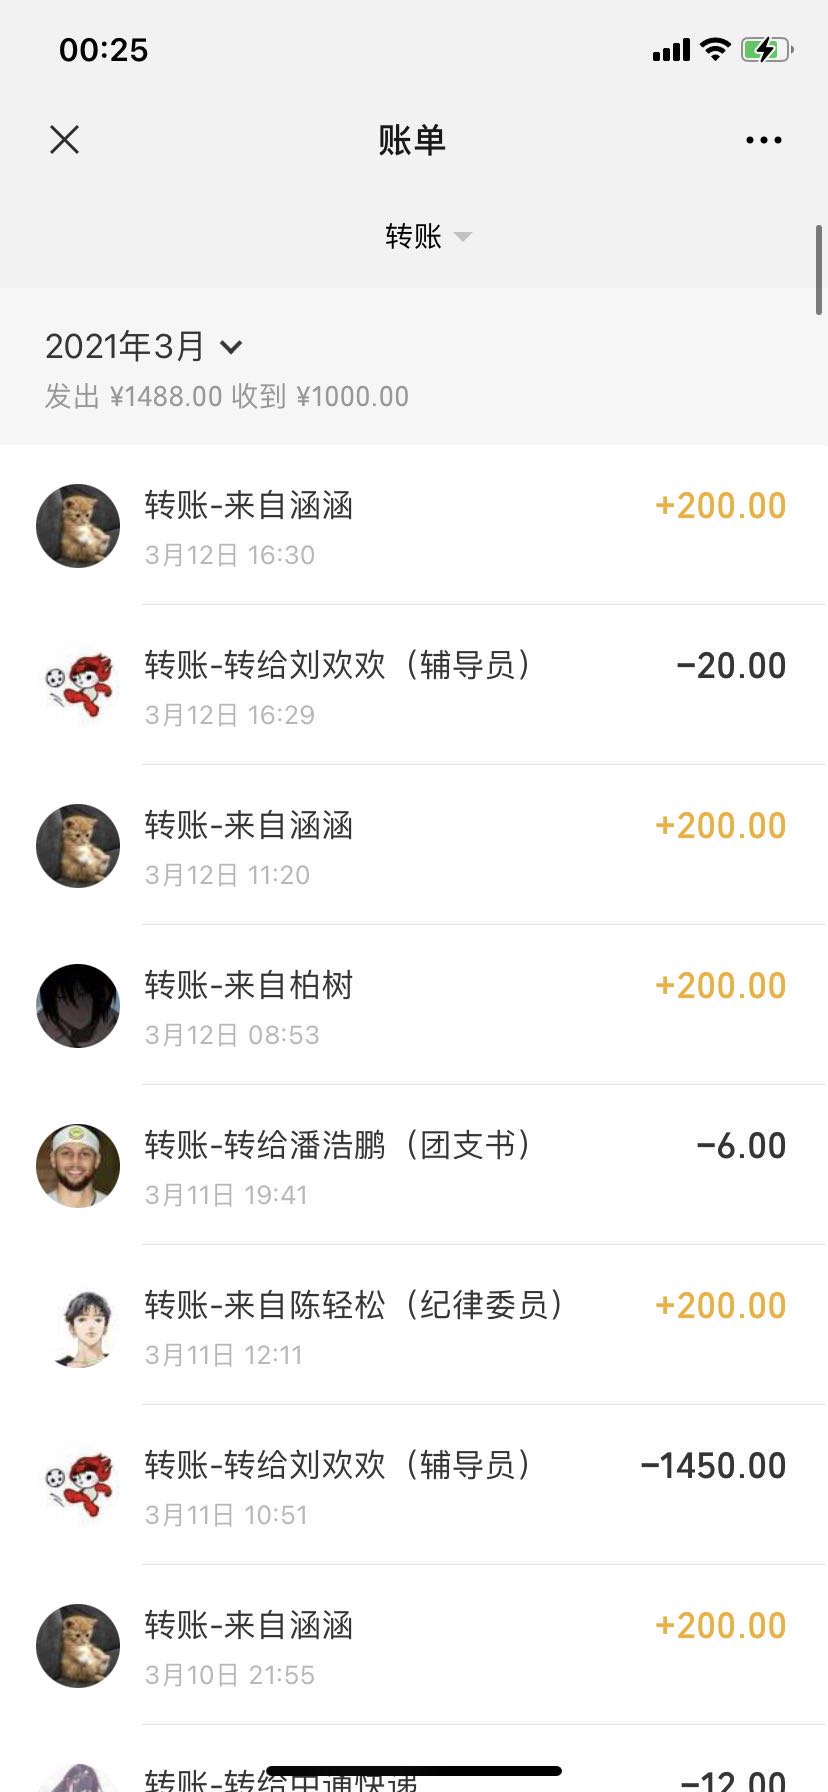 00:25
账单
转账
2021年3月
发出 ¥1488.00 收到 ¥1000.00
转账-来自涵涵 +200.00
3月12日 16:30
转账-转给刘欢欢（辅导员） -20.00
3月12日 16:29
转账-来自涵涵 +200.00
3月12日 11:20
转账-来自柏树 +200.00
3月12日 08:53
转账-转给潘浩鹏（团支书） -6.00
3月11日 19:41
转账-来自陈轻松（纪律委员） +200.00
3月11日 12:11
转账-转给刘欢欢（辅导员） -1450.00
3月11日 10:51
转账-来自涵涵 +200.00
3月10日 21:55
转账-转给中通快递 -12.00